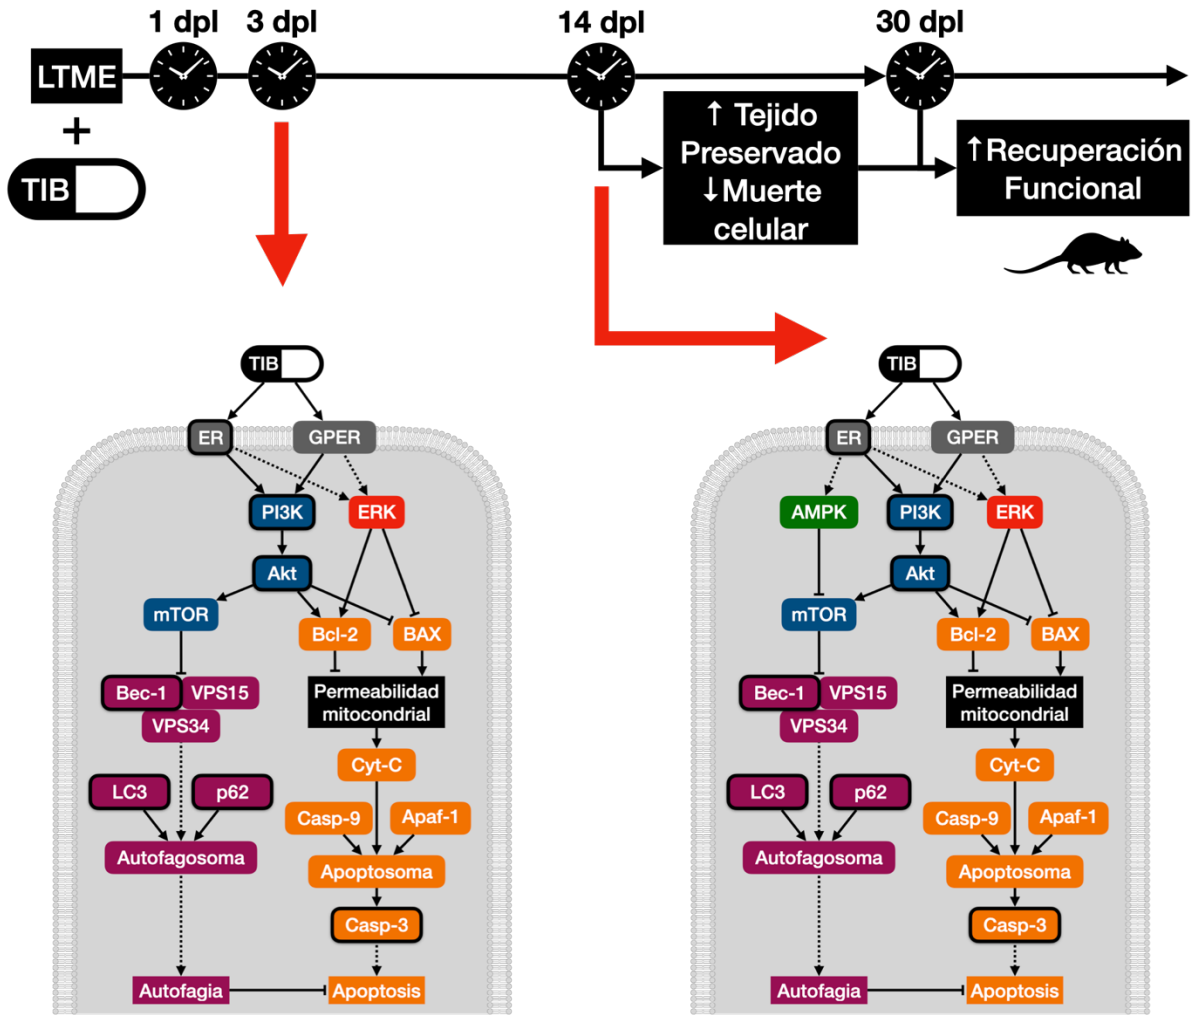 1 dpl
3 dpl
14 dpl
30 dpl
LTME
+
TIB
↑ Tejido
Preservado
↓Muerte
celular
↑Recuperación
Funcional
TIB
ER
GPER
PI3K
ERK
Akt
mTOR
Bcl-2
BAX
Bec-1
VPS15
VPS34
Permeabilidad
mitocondrial
Cyt-C
LC3
p62
Casp-9
Apaf-1
Autofagosoma
Apoptosoma
Casp-3
Autofagia
Apoptosis
TIB
ER
GPER
AMPK
PI3K
ERK
Akt
mTOR
Bcl-2
BAX
Bec-1
VPS15
VPS34
Permeabilidad
mitocondrial
Cyt-C
LC3
p62
Casp-9
Apaf-1
Autofagosoma
Apoptosoma
Casp-3
Autofagia
Apoptosis